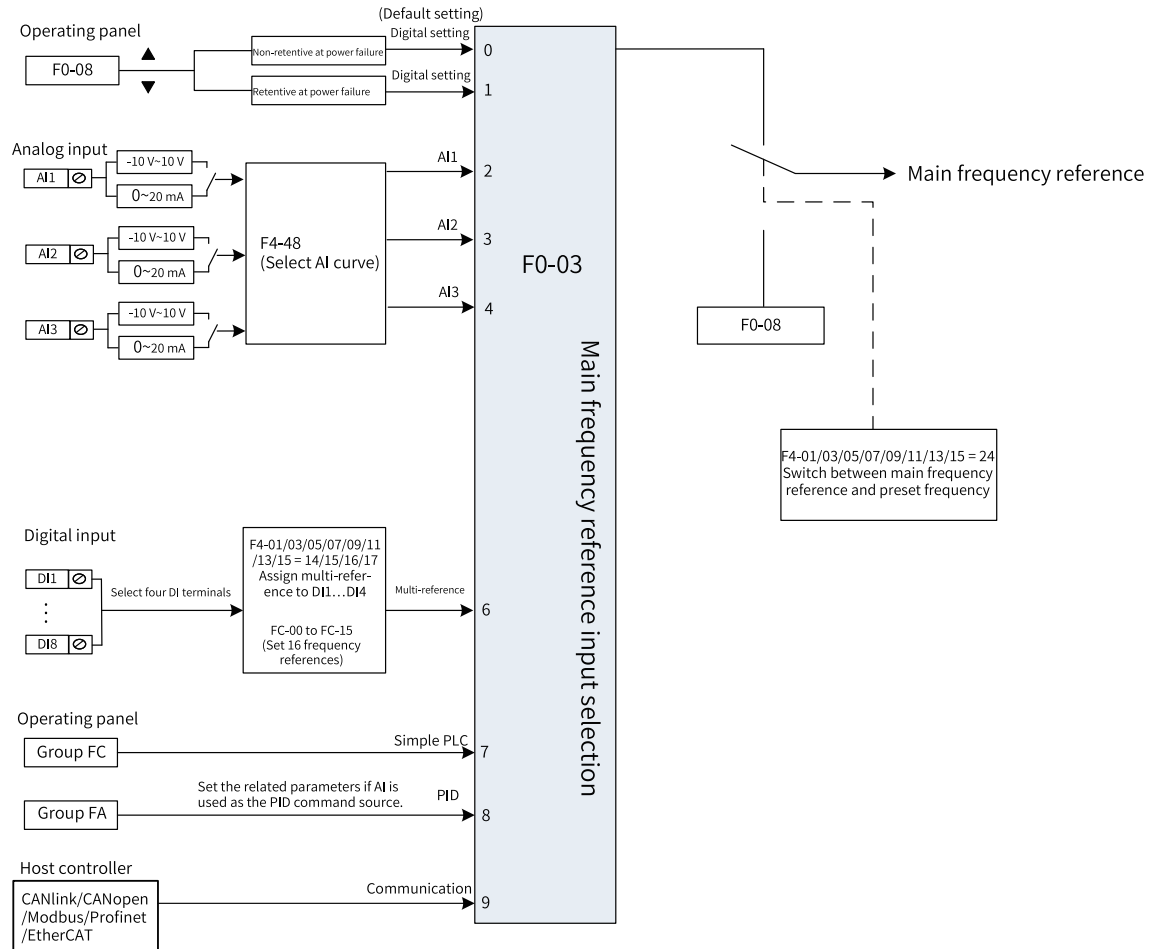 (Default setting)
Operating panel
F0-08
Non-retentive at power failure
Digital setting
0
Retentive at power failure
Digital setting
1
Analog input
AI1
-10 V~10 V
0~20 mA
AI2
-10 V~10 V
0~20 mA
AI3
-10 V~10 V
0~20 mA
F4-48
(Select AI curve)
AI1
2
AI2
3
AI3
4
Digital input
DI1
⋮
DI8
Select four DI terminals
F4-01/03/05/07/09/11
/13/15 = 14/15/16/17
Assign multi-refer-
ence to DI1…DI4
FC-00 to FC-15
(Set 16 frequency
references)
Multi-reference
6
Operating panel
Group FC
Simple PLC
7
Group FA
Set the related parameters if AI is
used as the PID command source.
PID
8
Host controller
CANlink/CANopen
/Modbus/Profinet
/EtherCAT
Communication
9
F0-03
Main frequency reference input selection
Main frequency reference
F0-08
F4-01/03/05/07/09/11/13/15 = 24
Switch between main frequency
reference and preset frequency